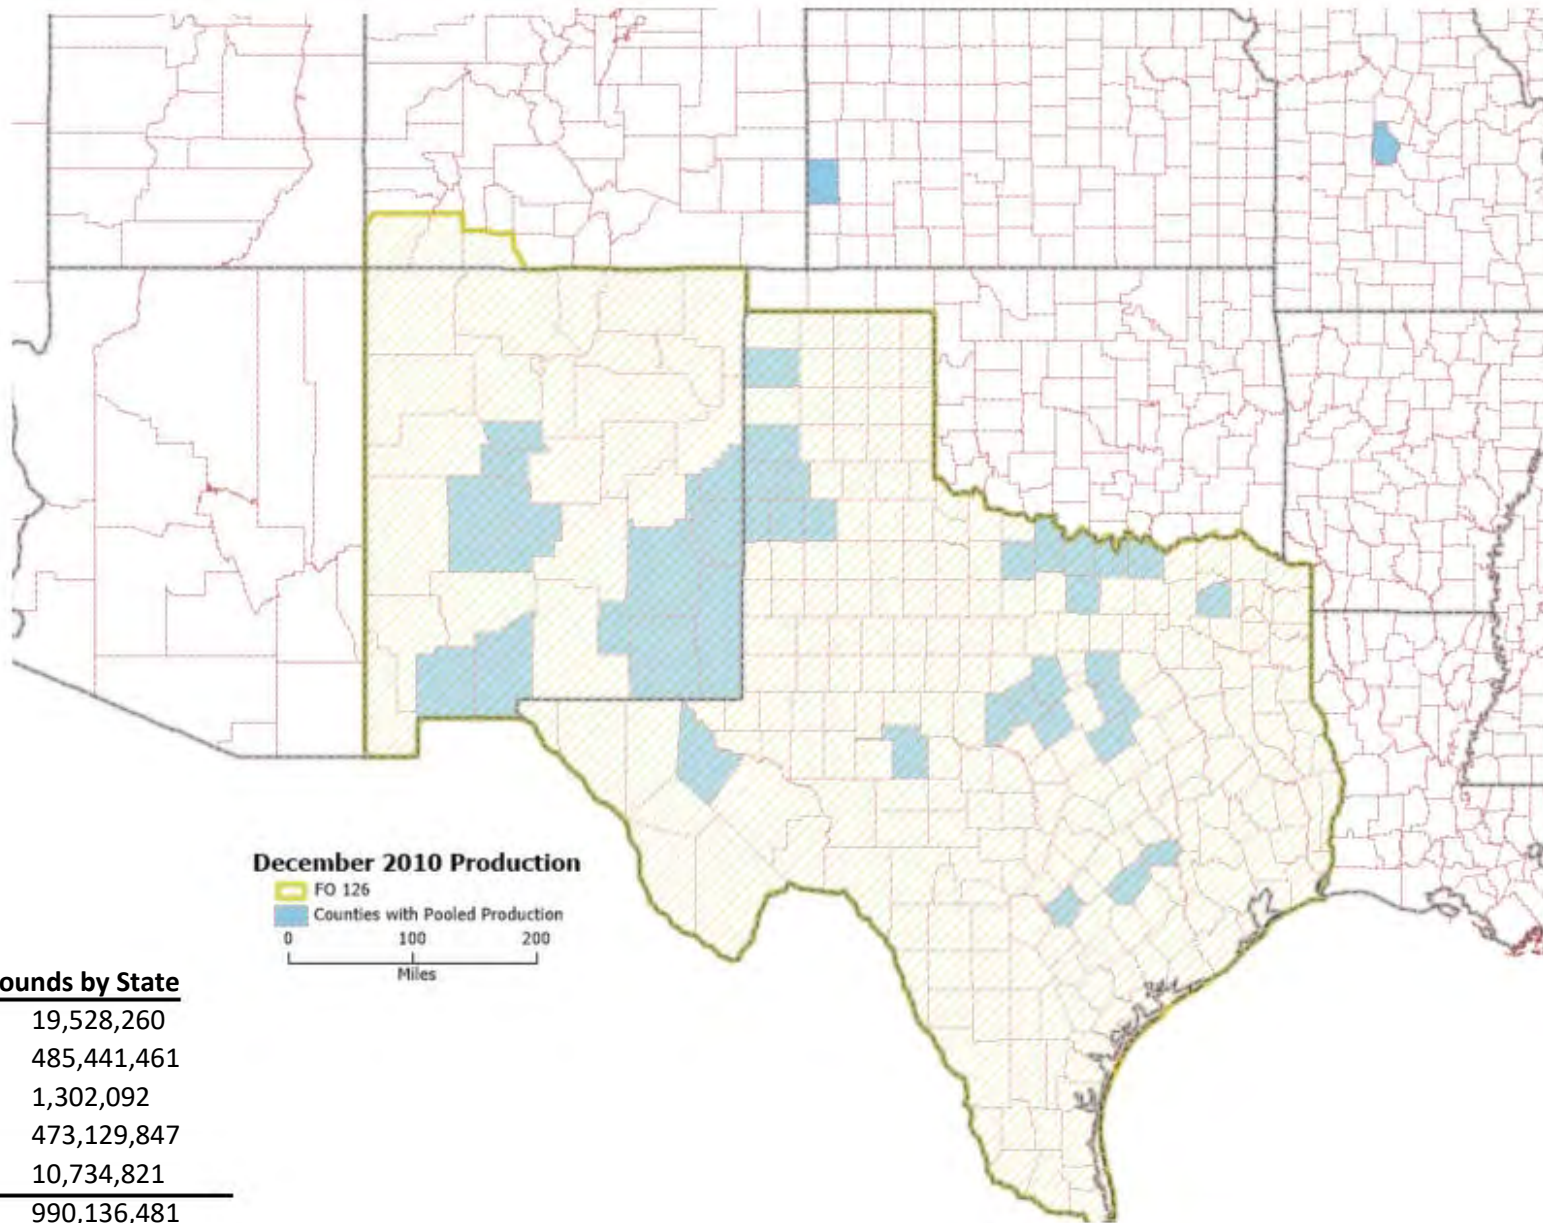 December 2010 Production
FO 126
Counties with Pooled Production
0 100 200
Miles
ounds by State
19,528,260
485,441,461
1,302,092
473,129,847
10,734,821
990,136,481